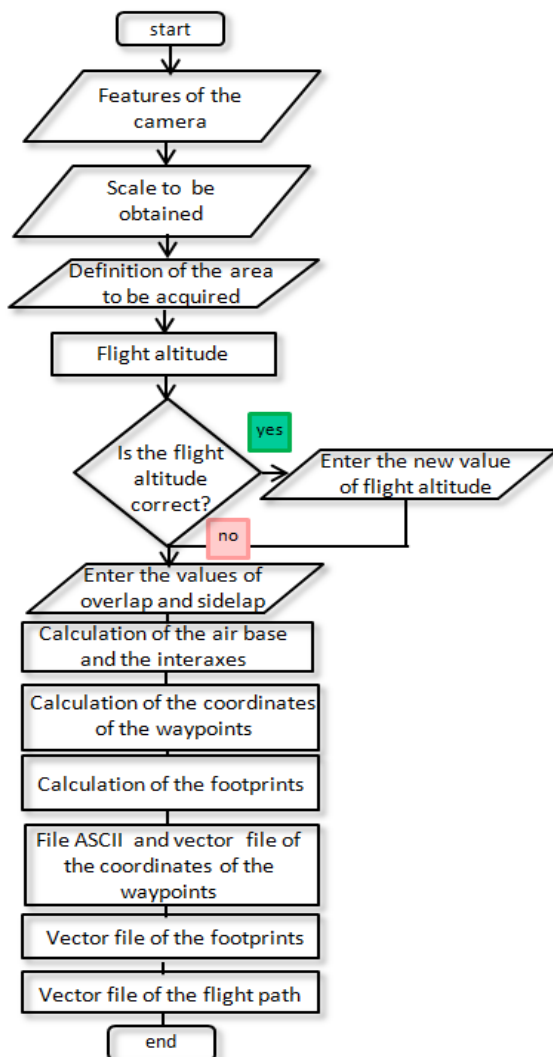 start
Features of the
camera
Scale to be
obtained
Definition of the area
to be acquired
Flight altitude
yes
Is the flight
altitude
correct?
Enter the new value
of flight altitude
no
Enter the values of
overlap and sidelap
Calculation of the air base
and the interaxes
Calculation of the coordinates
of the waypoints
Calculation of the footprints
File ASCII and vector file of
the coordinates of the
waypoints
Vector file of the footprints
Vector file of the flight path
end